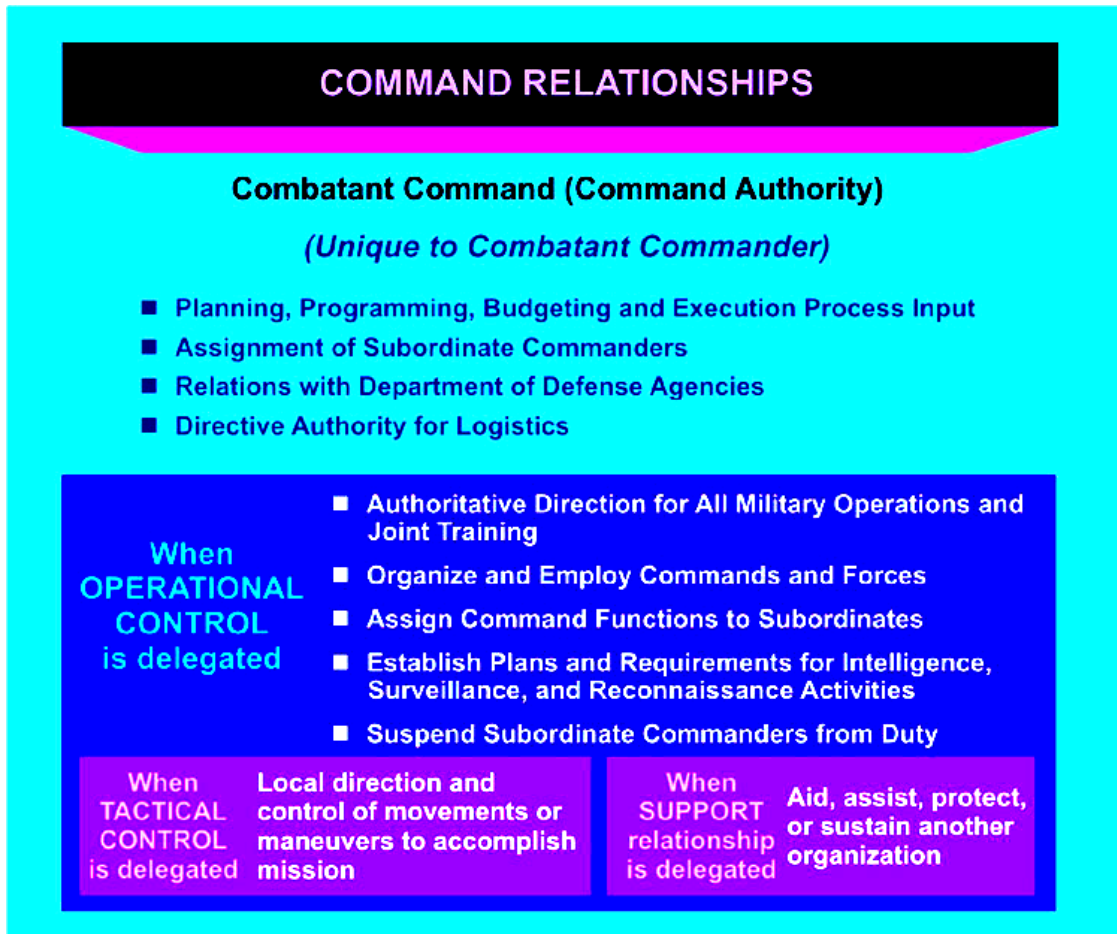 COMMAND RELATIONSHIPS
Combatant Command (Command Authority)
(Unique to Combatant Commander)
■ Planning, Programming, Budgeting and Execution Process Input
■ Assignment of Subordinate Commanders
■ Relations with Department of Defense Agencies
■ Directive Authority for Logistics
When
OPERATIONAL
CONTROL
is delegated
■ Authoritative Direction for All Military Operations and
Joint Training
■ Organize and Employ Commands and Forces
■ Assign Command Functions to Subordinates
■ Establish Plans and Requirements for Intelligence,
Surveillance, and Reconnaissance Activities
■ Suspend Subordinate Commanders from Duty
When
TACTICAL
CONTROL
is delegated
Local direction and
control of movements or
maneuvers to accomplish
mission
When
SUPPORT
relationship
is delegated
Aid, assist, protect,
or sustain another
organization